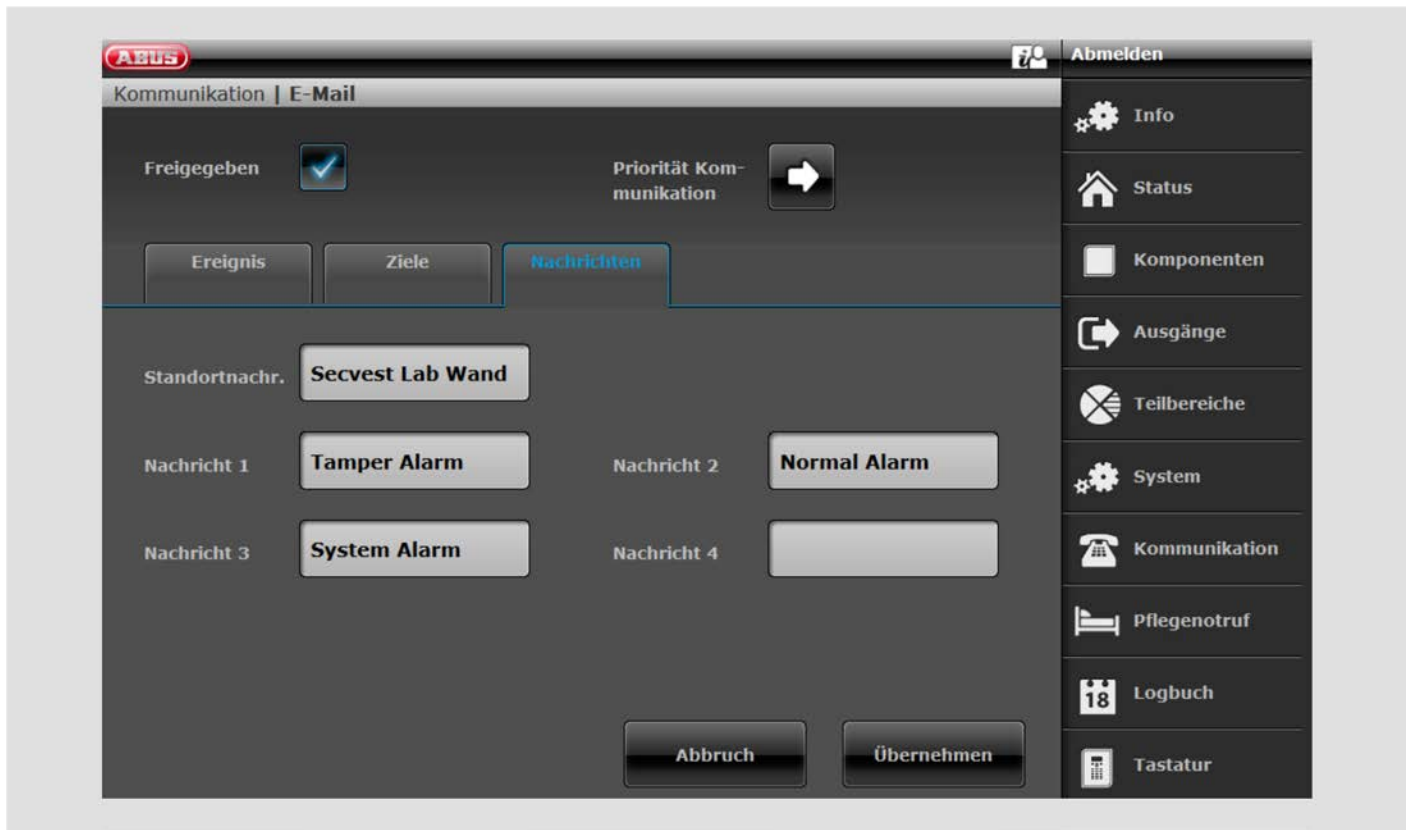 ABUS
Abmelden
Kommunikation | E-Mail
Info
Freigegeben
Priorität Kom-
munikation
Status
Ereignis
Ziele
Nachrichten
Komponenten
Ausgänge
Standortnachr.
Secvest Lab Wand
Teilbereiche
Nachricht 1
Tamper Alarm
Nachricht 2
Normal Alarm
System
Nachricht 3
System Alarm
Nachricht 4
Kommunikation
Pflegenotruf
18
Logbuch
Abbruch
Übernehmen
Tastatur